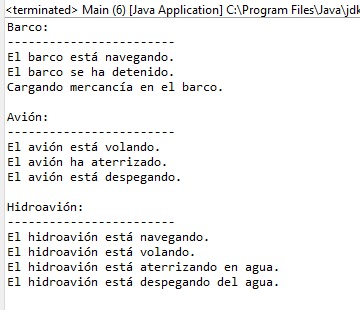 <terminated> Main (6) [Java Application] C:\Program Files\Java\jdk
Barco:
------------------------
El barco está navegando.
El barco se ha detenido.
Cargando mercancía en el barco.
Avión:
------------------------
El avión está volando.
El avión ha aterrizado.
El avión está despegando.
Hidroavión:
------------------------
El hidroavión está navegando.
El hidroavión está volando.
El hidroavión está aterrizando en agua.
El hidroavión está despegando del agua.